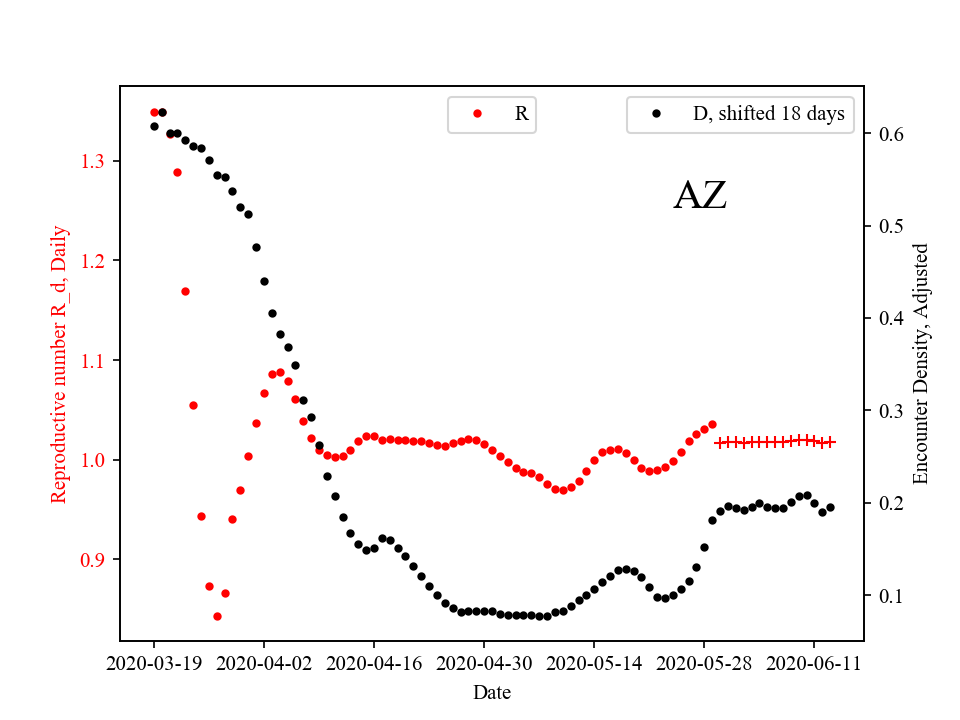 R
D, shifted 18 days
AZ
Reproductive number R_d, Daily
1.3
1.2
1.1
1.0
0.9
Encounter Density, Adjusted
0.6
0.5
0.4
0.3
0.2
0.1
2020-03-19 2020-04-02 2020-04-16 2020-04-30 2020-05-14 2020-05-28 2020-06-11
Date